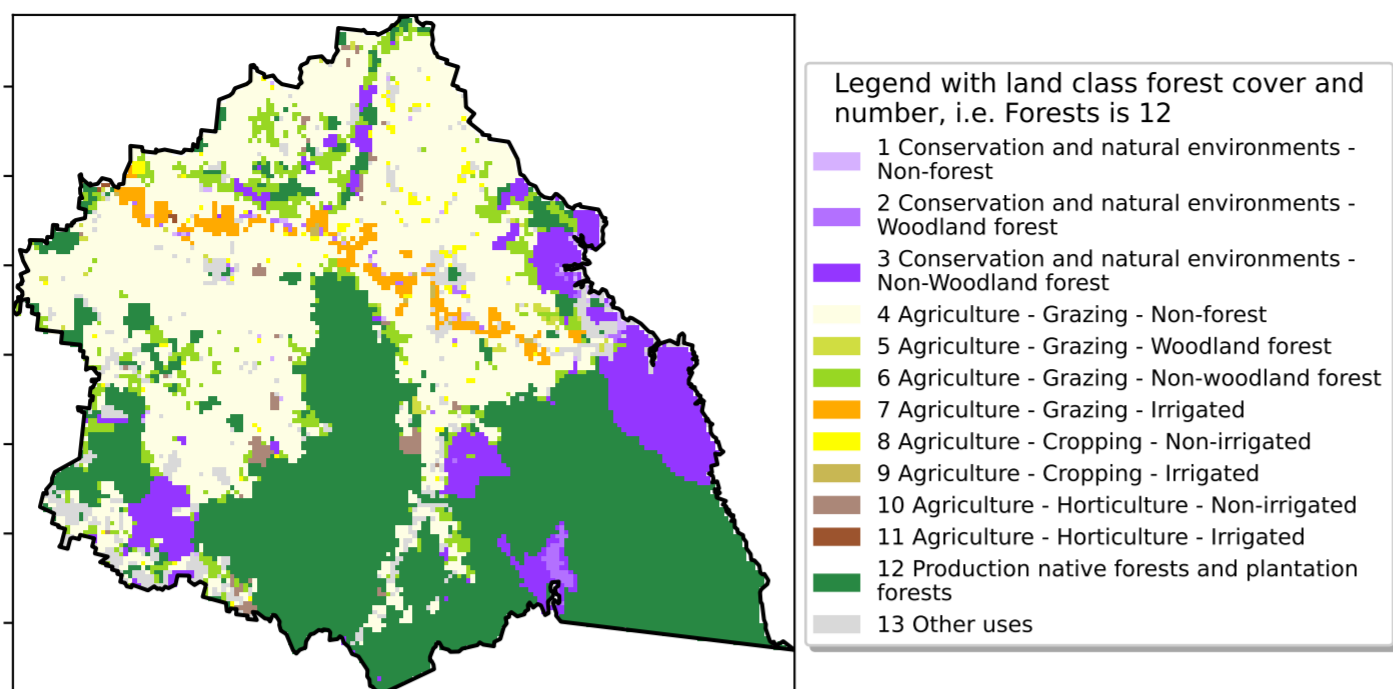 Legend with land class forest cover and
number, i.e. Forests is 12
1 Conservation and natural environments -
Non-forest
2 Conservation and natural environments -
Woodland forest
3 Conservation and natural environments -
Non-Woodland forest
4 Agriculture - Grazing - Non-forest
5 Agriculture - Grazing - Woodland forest
6 Agriculture - Grazing - Non-woodland forest
7 Agriculture - Grazing - Irrigated
8 Agriculture - Cropping - Non-irrigated
9 Agriculture - Cropping - Irrigated
10 Agriculture - Horticulture - Non-irrigated
11 Agriculture - Horticulture - Irrigated
12 Production native forests and plantation
forests
13 Other uses